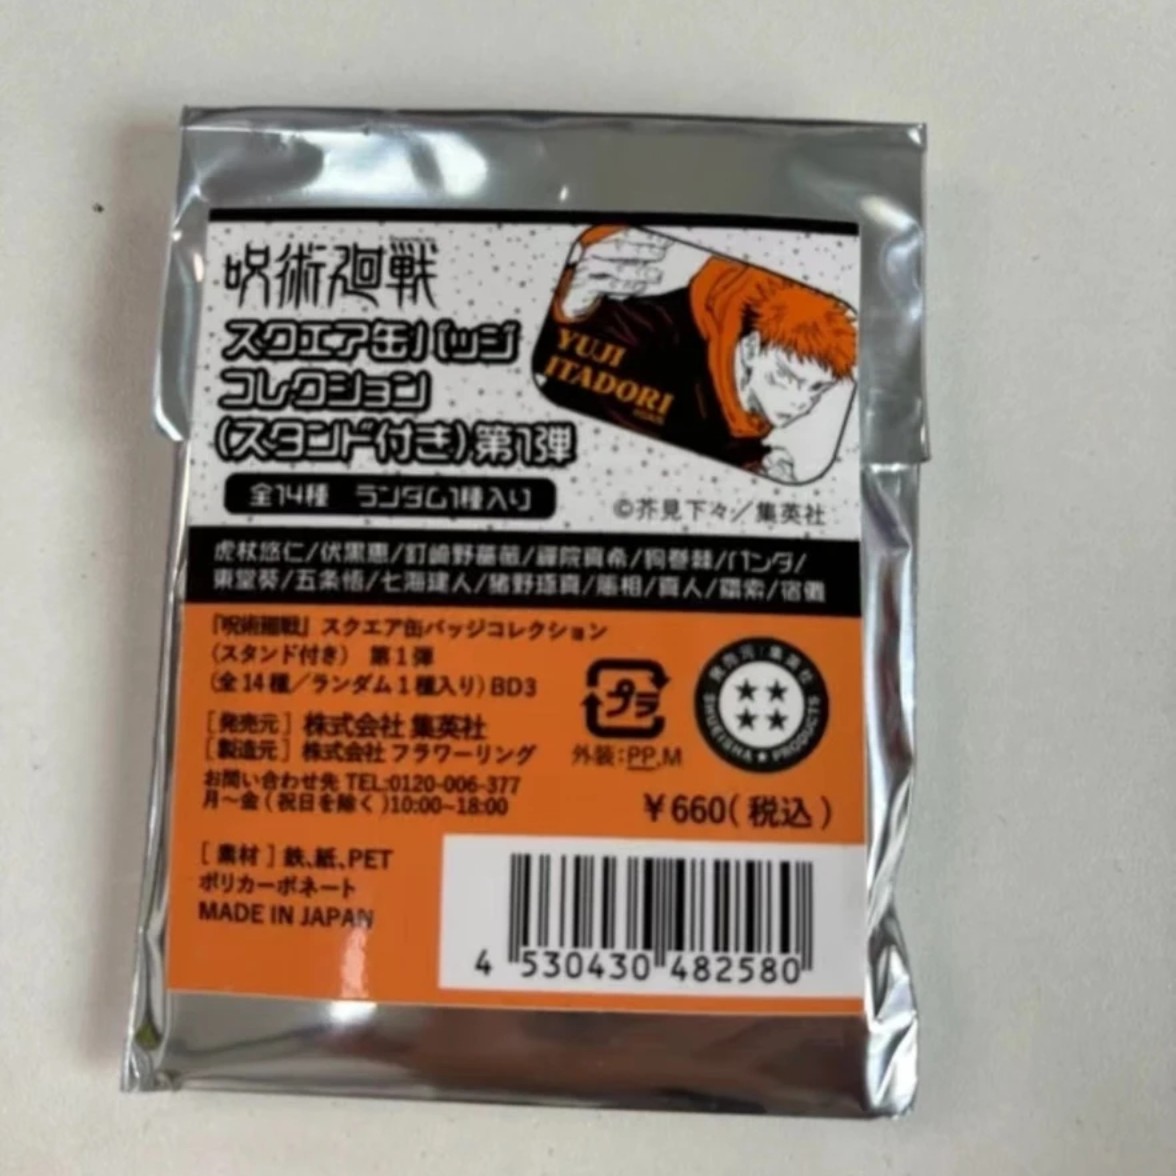 呪術廻戦
スクエア缶バッジ
コレクション
(スタンド付き)第1弾
全14種 ランダム1種入り
YUJI
ITADORI
©芥見下々/集英社
虎杖悠仁/伏黒恵/釘崎野薔薇/禪院真希/狗巻棘/パンダ/
東堂葵/五条悟/七海建人/猪野琢真/脹相/真人/羂索/宿儺
『呪術廻戦』スクエア缶バッジコレクション
(スタンド付き) 第1弾
(全14種/ランダム1種入り)BD3
[発売元] 株式会社 集英社
[製造元] 株式会社 フラワーリング
お問い合わせ先 TEL:0120-006-377
月~金(祝日を除く)10:00~18:00
プラ
外装:PP,M
発売元:集英社
SHUEISHA★PRODUCTS
¥660(税込)
[素材] 鉄、紙、PET
ポリカーボネート
MADE IN JAPAN
4 530430 482580